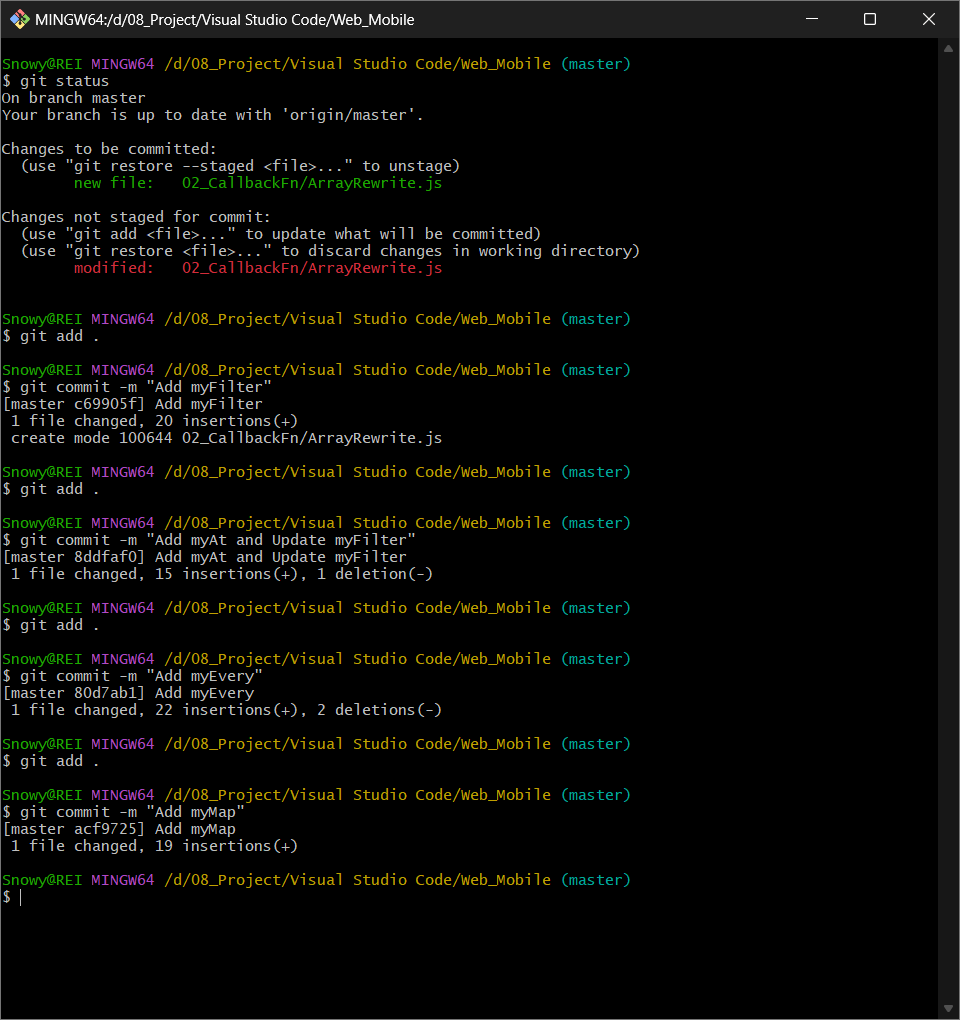 MINGW64:/d/08_Project/Visual Studio Code/Web_Mobile
Snowy@REI MINGW64 /d/08_Project/Visual Studio Code/Web_Mobile (master)
$ git status
On branch master
Your branch is up to date with 'origin/master'.
Changes to be committed:
  (use "git restore --staged <file>..." to unstage)
        new file:   02_CallbackFn/ArrayRewrite.js
Changes not staged for commit:
  (use "git add <file>..." to update what will be committed)
  (use "git restore <file>..." to discard changes in working directory)
        modified:   02_CallbackFn/ArrayRewrite.js
Snowy@REI MINGW64 /d/08_Project/Visual Studio Code/Web_Mobile (master)
$ git add .
Snowy@REI MINGW64 /d/08_Project/Visual Studio Code/Web_Mobile (master)
$ git commit -m "Add myFilter"
[master c69905f] Add myFilter
 1 file changed, 20 insertions(+)
 create mode 100644 02_CallbackFn/ArrayRewrite.js
Snowy@REI MINGW64 /d/08_Project/Visual Studio Code/Web_Mobile (master)
$ git add .
Snowy@REI MINGW64 /d/08_Project/Visual Studio Code/Web_Mobile (master)
$ git commit -m "Add myAt and Update myFilter"
[master 8ddfaf0] Add myAt and Update myFilter
 1 file changed, 15 insertions(+), 1 deletion(-)
Snowy@REI MINGW64 /d/08_Project/Visual Studio Code/Web_Mobile (master)
$ git add .
Snowy@REI MINGW64 /d/08_Project/Visual Studio Code/Web_Mobile (master)
$ git commit -m "Add myEvery"
[master 80d7ab1] Add myEvery
 1 file changed, 22 insertions(+), 2 deletions(-)
Snowy@REI MINGW64 /d/08_Project/Visual Studio Code/Web_Mobile (master)
$ git add .
Snowy@REI MINGW64 /d/08_Project/Visual Studio Code/Web_Mobile (master)
$ git commit -m "Add myMap"
[master acf9725] Add myMap
 1 file changed, 19 insertions(+)
Snowy@REI MINGW64 /d/08_Project/Visual Studio Code/Web_Mobile (master)
$